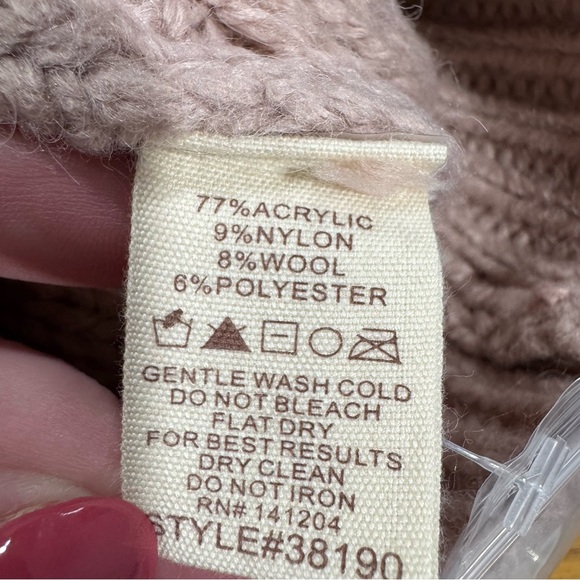 77%ACRYLIC
9%NYLON
8%WOOL
6%POLYESTER
GENTLE WASH COLD
DO NOT BLEACH
FLAT DRY
FOR BEST RESULTS
DRY CLEAN
DO NOT IRON
RN# 141204
STYLE#38190